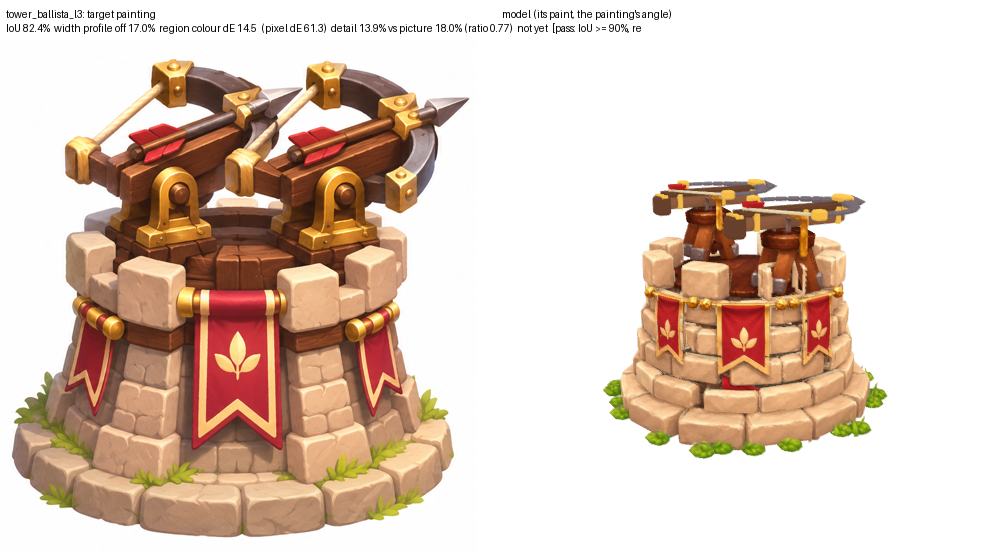 tower_ballista_l3: target painting
model (its paint, the painting's angle)
IoU 82.4% width profile off 17.0% region colour dE 14.5 (pixel dE 61.3) detail 13.9% vs picture 18.0% (ratio 0.77) not yet [pass: IoU >= 90%, re